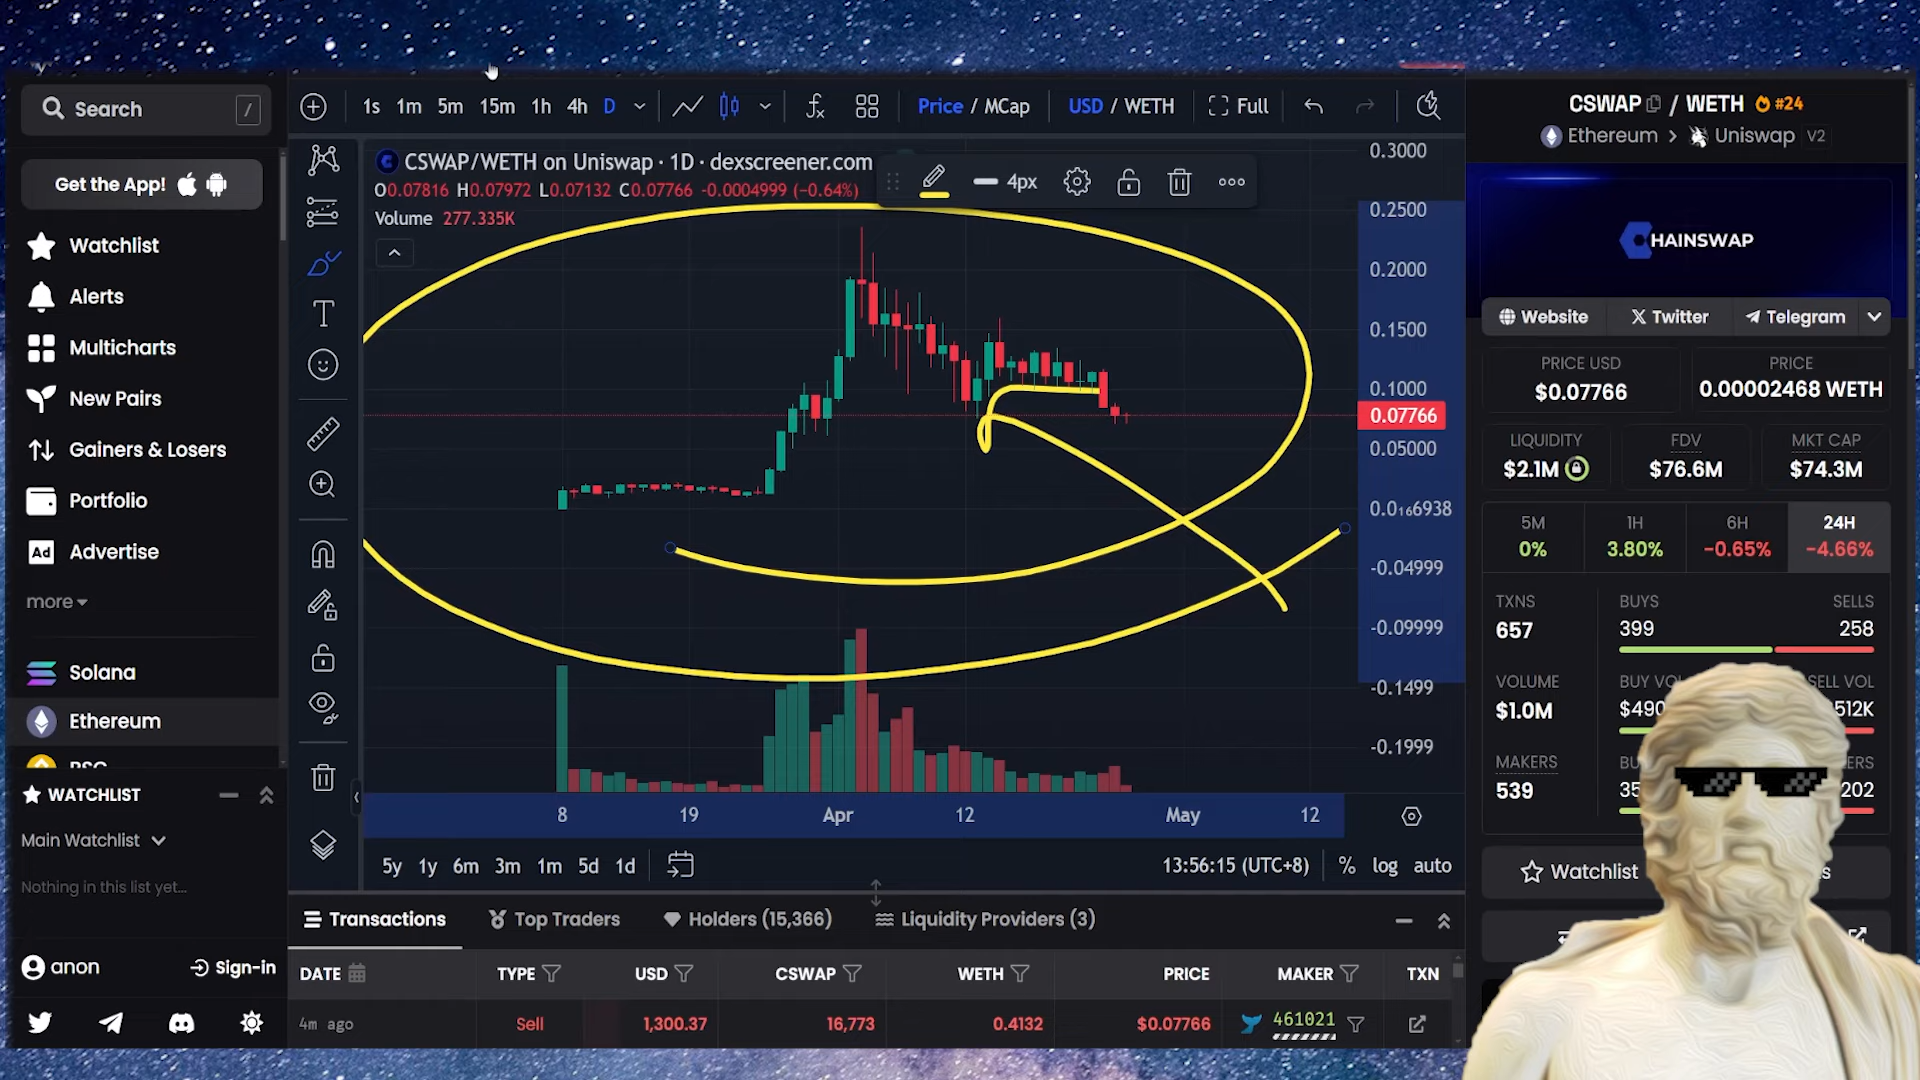 Search /
Get the App!
Watchlist
Alerts
Multicharts
New Pairs
Gainers & Losers
Portfolio
Ad Advertise
more
Solana
Ethereum
WATCHLIST
Main Watchlist
Nothing in this list yet...
anon Sign-in
1s 1m 5m 15m 1h 4h D Price / MCap USD / WETH Full
CSWAP/WETH on Uniswap · 1D · dexscreener.com
O0.07816 H0.07972 L0.07132 C0.07766 -0.0004999 (-0.64%)
Volume 277.335K
4px
0.3000
0.2500
0.2000
0.1500
0.1000
0.07766
0.05000
0.0₁₆6938
-0.04999
-0.09999
-0.1499
-0.1999
8 19 Apr 12 May 12
5y 1y 6m 3m 1m 5d 1d 13:56:15 (UTC+8) % log auto
Transactions Top Traders Holders (15,366) Liquidity Providers (3)
DATE TYPE USD CSWAP WETH PRICE MAKER TXN
4m ago Sell 1,300.37 16,773 0.4132 $0.07766 461021
CSWAP / WETH #24
Ethereum > Uniswap V2
HAINSWAP
Website Twitter Telegram
PRICE USD PRICE
$0.07766 0.00002468 WETH
LIQUIDITY FDV MKT CAP
$2.1M $76.6M $74.3M
5M 1H 6H 24H
0% 3.80% -0.65% -4.66%
TXNS BUYS SELLS
657 399 258
VOLUME BUY VOL SELL VOL
$1.0M $490 512K
MAKERS BU ERS
539 35 202
Watchlist